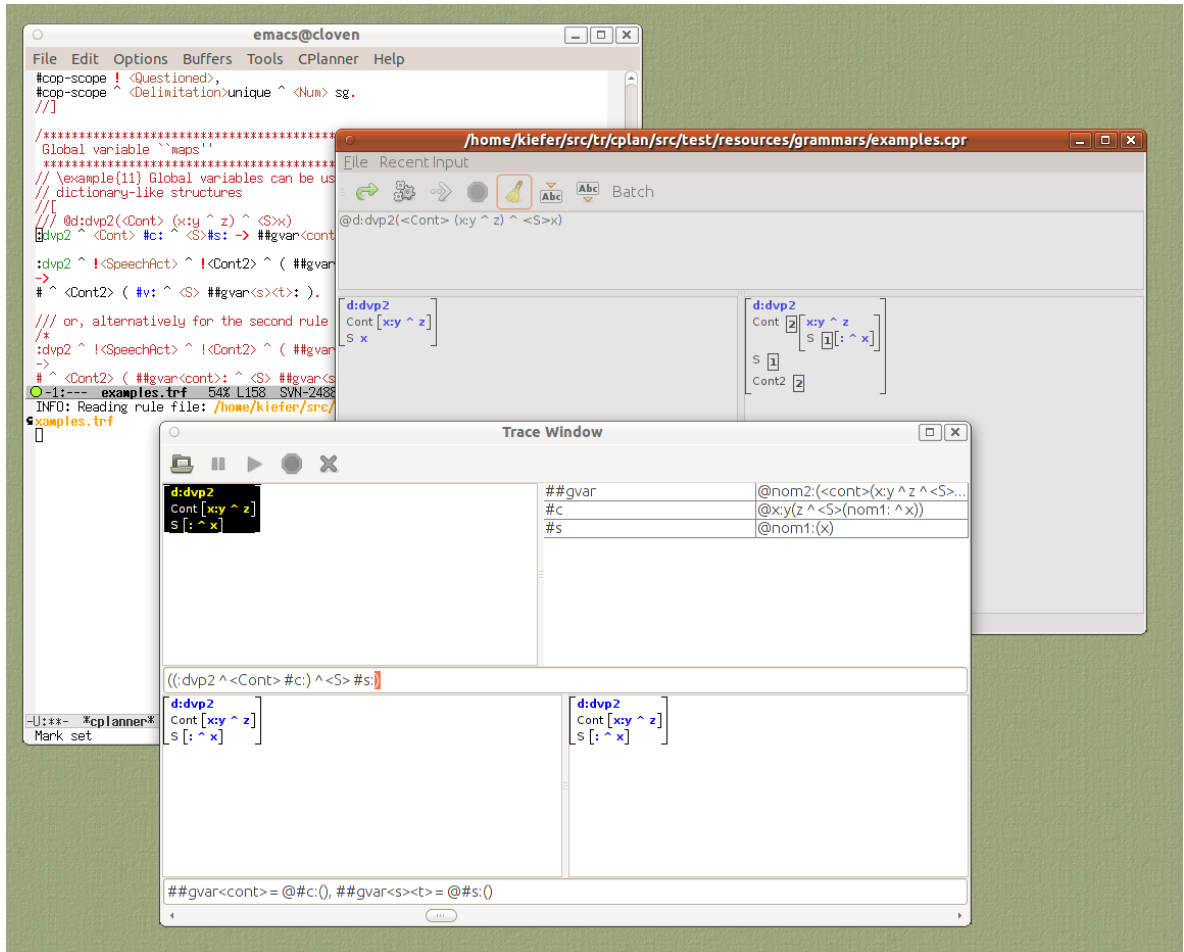 emacs@cloven
File Edit Options Buffers Tools CPlanner Help
#cop-scope ! <Questioned>,
#cop-scope ^ <Delimitation>unique ^ <Num> sg.
//]
/*****************************************
Global variable ``maps''
*****************************************
// \example{11} Global variables can be us
// dictionary-like structures
//[
/// @d:dvp2(<Cont> (x:y ^ z) ^ <S>x)
:dvp2 ^ <Cont> #c: ^ <S>#s: -> ##gvar<cont
:dvp2 ^ !<SpeechAct> ^ !<Cont2> ^ ( ##gvar
->
# ^ <Cont2> ( #v: ^ <S> ##gvar<s><t>: ).
/// or, alternatively for the second rule
/*
:dvp2 ^ !<SpeechAct> ^ !<Cont2> ^ ( ##gvar
->
# ^ <Cont2> ( ##gvar<cont>: ^ <S> ##gvar<s
-1:--- examples.trf 54% L158 SVN-2488
INFO: Reading rule file: /home/kiefer/src/
xamples.trf
-U:**- *cplanner*
Mark set
/home/kiefer/src/tr/cplan/src/test/resources/grammars/examples.cpr
File Recent Input
Abc Abc Batch
@d:dvp2(<Cont> (x:y ^ z) ^ <S>x)
d:dvp2
Cont [x:y ^ z]
S x
d:dvp2
Cont 2 [x:y ^ z
S 1 [: ^ x]]
S 1
Cont2 2
Trace Window
d:dvp2
Cont [x:y ^ z]
S [: ^ x]
##gvar @nom2:(<cont>(x:y ^ z ^ <S>...
#c @x:y(z ^ <S>(nom1: ^ x))
#s @nom1:(x)
((:dvp2 ^ <Cont> #c:) ^ <S> #s:)
d:dvp2
Cont [x:y ^ z]
S [: ^ x]
d:dvp2
Cont [x:y ^ z]
S [: ^ x]
##gvar<cont> = @#c:(), ##gvar<s><t> = @#s:()